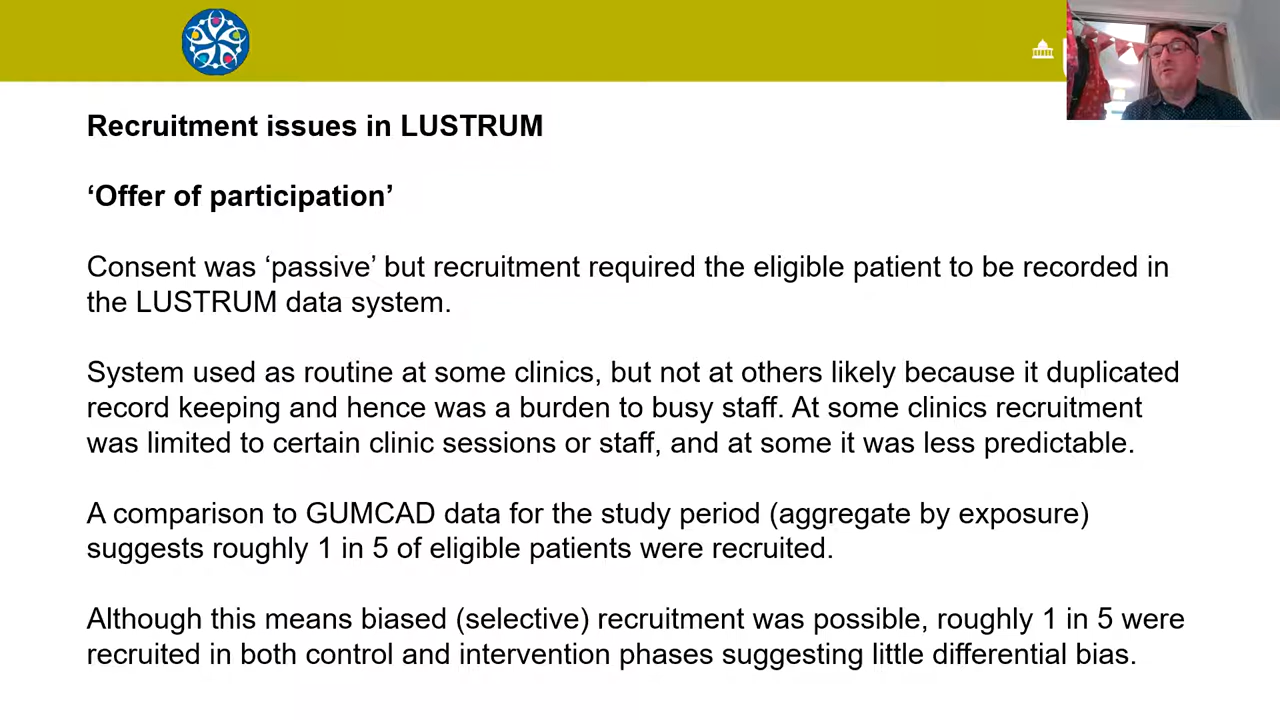 Recruitment issues in LUSTRUM
‘Offer of participation’
Consent was ‘passive’ but recruitment required the eligible patient to be recorded in
the LUSTRUM data system.
System used as routine at some clinics, but not at others likely because it duplicated
record keeping and hence was a burden to busy staff. At some clinics recruitment
was limited to certain clinic sessions or staff, and at some it was less predictable.
A comparison to GUMCAD data for the study period (aggregate by exposure)
suggests roughly 1 in 5 of eligible patients were recruited.
Although this means biased (selective) recruitment was possible, roughly 1 in 5 were
recruited in both control and intervention phases suggesting little differential bias.